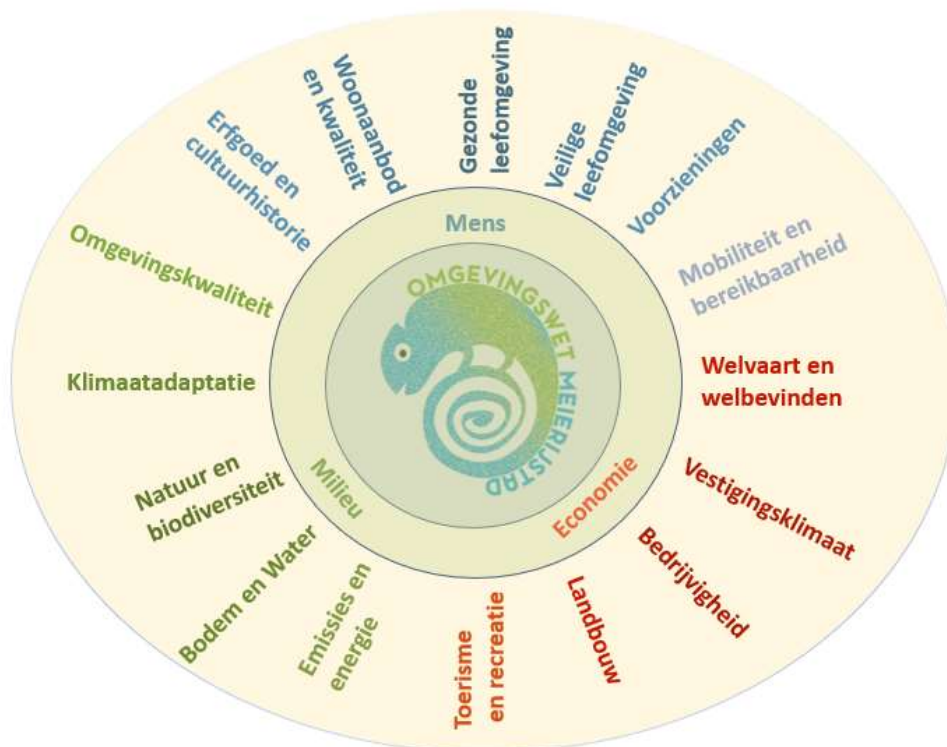 Gezonde
leefomgeving
Veilige
leefomgeving
Voorzieningen
Mobiliteit en
bereikbaarheid
Welvaart en
welbevinden
Vestigingsklimaat
Bedrijvigheid
Landbouw
Toerisme
en recreatie
Emissies en
energie
Bodem en Water
Natuur en
biodiversiteit
Klimaatadaptatie
Omgevingskwaliteit
Erfgoed en
cultuurhistorie
Woonaanbod
en kwaliteit
Mens
Economie
Milieu
OMGEVINGSWET MEIERIJSTAD